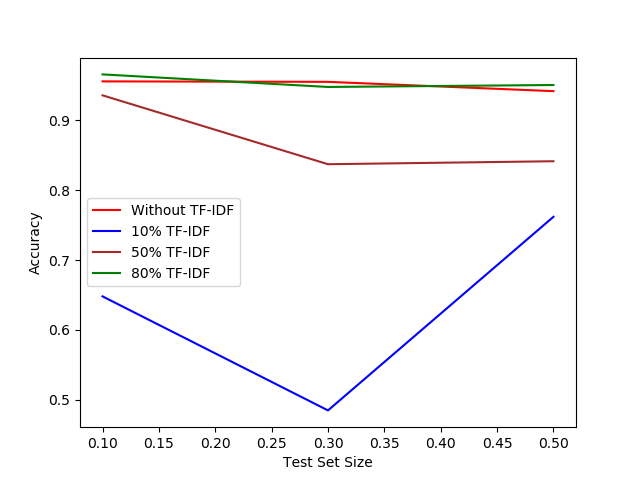 0.9
0.8
0.7
0.6
0.5
Accuracy
Without TF-IDF
10% TF-IDF
50% TF-IDF
80% TF-IDF
0.10 0.15 0.20 0.25 0.30 0.35 0.40 0.45 0.50
Test Set Size